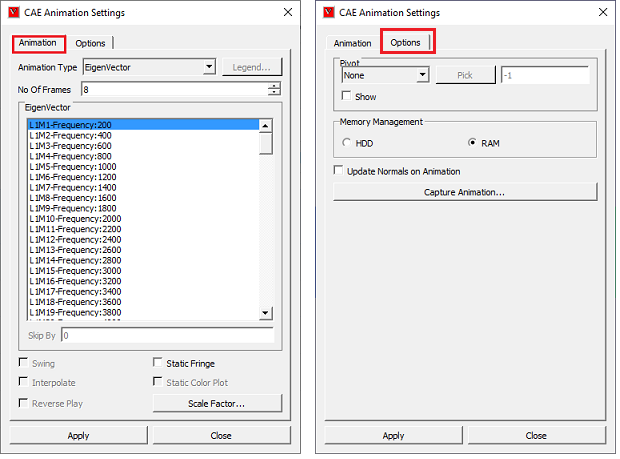 CAE Animation Settings
Animation
Options
Animation Type
EigenVector
Legend...
No Of Frames
8
EigenVector
L1M1-Frequency:200
L1M2-Frequency:400
L1M3-Frequency:600
L1M4-Frequency:800
L1M5-Frequency:1000
L1M6-Frequency:1200
L1M7-Frequency:1400
L1M8-Frequency:1600
L1M9-Frequency:1800
L1M10-Frequency:2000
L1M11-Frequency:2200
L1M12-Frequency:2400
L1M13-Frequency:2600
L1M14-Frequency:2800
L1M15-Frequency:3000
L1M16-Frequency:3200
L1M17-Frequency:3400
L1M18-Frequency:3600
L1M19-Frequency:3800
Skip By
0
Swing
Static Fringe
Interpolate
Static Color Plot
Reverse Play
Scale Factor...
Apply
Close
CAE Animation Settings
Animation
Options
Pivot
None
Pick
-1
Show
Memory Management
HDD
RAM
Update Normals on Animation
Capture Animation...
Apply
Close